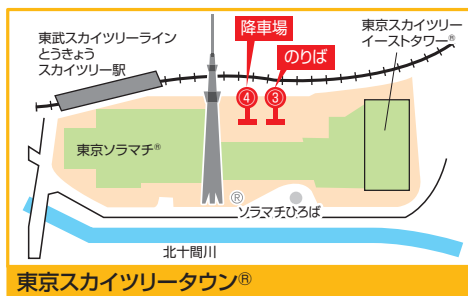 東武スカイツリーライン
とうきょう
スカイツリー駅
降車場
のりば
④
③
東京スカイツリー
イーストタワー®
東京ソラマチ®
®
ソラマチひろば
北十間川
東京スカイツリータウン®